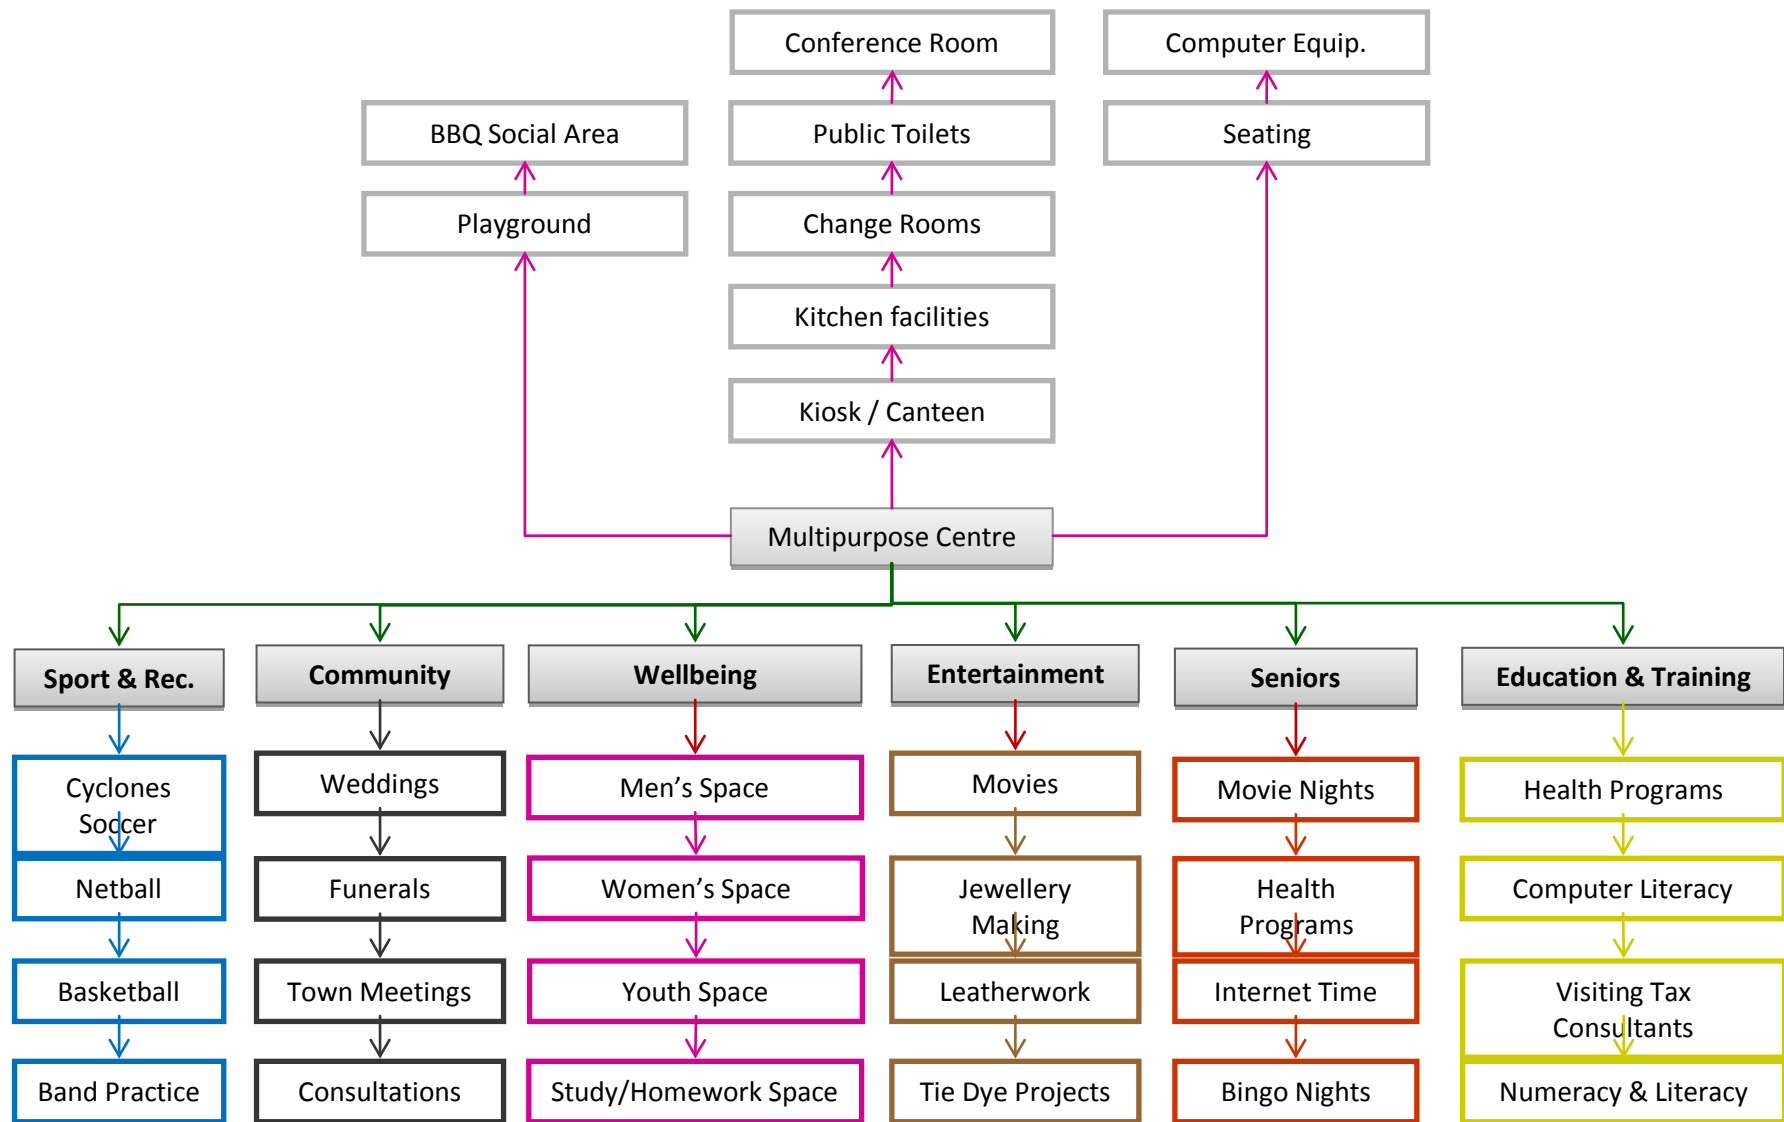 Conference Room
Computer Equip.
BBQ Social Area
Public Toilets
Seating
Playground
Change Rooms
Kitchen facilities
Kiosk / Canteen
Multipurpose Centre
Sport & Rec.
Community
Wellbeing
Entertainment
Seniors
Education & Training
Cyclones
Soccer
Weddings
Men's Space
Movies
Movie Nights
Health Programs
Netball
Funerals
Women's Space
Jewellery
Making
Health
Programs
Computer Literacy
Basketball
Town Meetings
Youth Space
Leatherwork
Internet Time
Visiting Tax
Consultants
Band Practice
Consultations
Study/Homework Space
Tie Dye Projects
Bingo Nights
Numeracy & Literacy